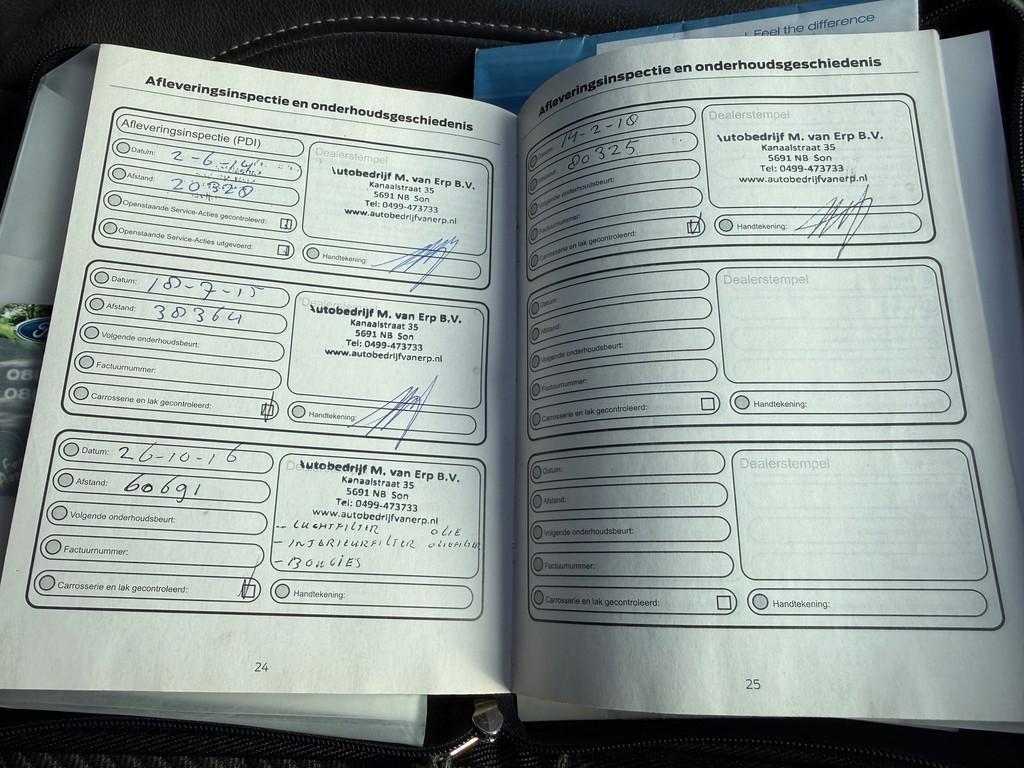 Feel the difference
Afleveringsinspectie en onderhoudsgeschiedenis
Afleveringsinspectie (PDI)
Datum: 2-6-14
Afstand: 20320
Openstaande Service-Acties gecontroleerd:
Openstaande Service-Acties uitgevoerd:
Dealerstempel
Autobedrijf M. van Erp B.V.
Kanaalstraat 35
5691 NB Son
Tel: 0499-473733
www.autobedrijfvanerp.nl
Handtekening:
Datum: 18-7-15
Afstand: 38364
Volgende onderhoudsbeurt:
Factuurnummer:
Carrosserie en lak gecontroleerd:
Dealerstempel
Autobedrijf M. van Erp B.V.
Kanaalstraat 35
5691 NB Son
Tel: 0499-473733
www.autobedrijfvanerp.nl
Handtekening:
Datum: 26-10-16
Afstand: 60691
Volgende onderhoudsbeurt:
Factuurnummer:
Carrosserie en lak gecontroleerd:
Autobedrijf M. van Erp B.V.
Kanaalstraat 35
5691 NB Son
Tel: 0499-473733
www.autobedrijfvanerp.nl
- LUCHTFILTER OLIE
- INTERIEURFILTER OLIEFILTER
- BOUGIES
Handtekening:
24
Afleveringsinspectie en onderhoudsgeschiedenis
Datum: 14-2-18
Afstand: 80325
Volgende onderhoudsbeurt:
Factuurnummer:
Carrosserie en lak gecontroleerd:
Dealerstempel
Autobedrijf M. van Erp B.V.
Kanaalstraat 35
5691 NB Son
Tel: 0499-473733
www.autobedrijfvanerp.nl
Handtekening:
Datum:
Afstand:
Volgende onderhoudsbeurt:
Factuurnummer:
Carrosserie en lak gecontroleerd:
Dealerstempel
Handtekening:
Datum:
Afstand:
Volgende onderhoudsbeurt:
Factuurnummer:
Carrosserie en lak gecontroleerd:
Dealerstempel
Handtekening:
25